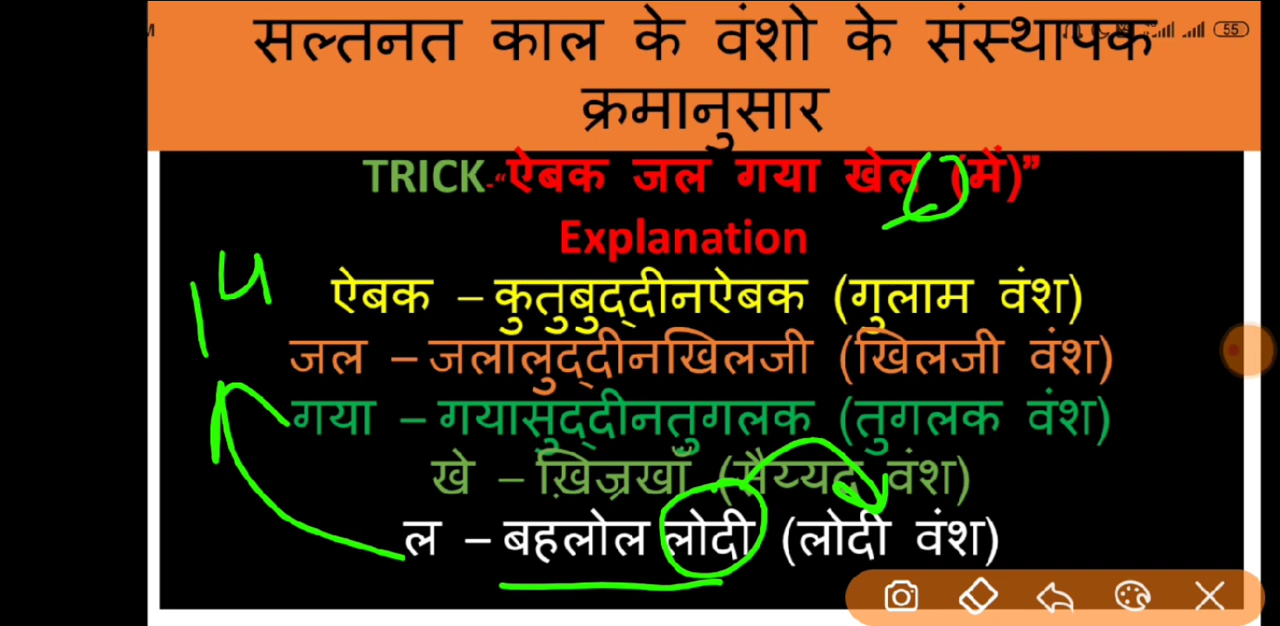 सल्तनत काल के वंशो के संस्थापक
55
क्रमानुसार
TRICK-“ऐबक जल गया खेल (में)”
Explanation
ऐबक – कुतुबुद्दीनऐबक (गुलाम वंश)
जल – जलालुद्दीनखिलजी (खिलजी वंश)
गया – गयासुद्दीनतुगलक (तुगलक वंश)
खे – ख़िज्रखाँ (सैय्यद वंश)
ल – बहलोल लोदी (लोदी वंश)